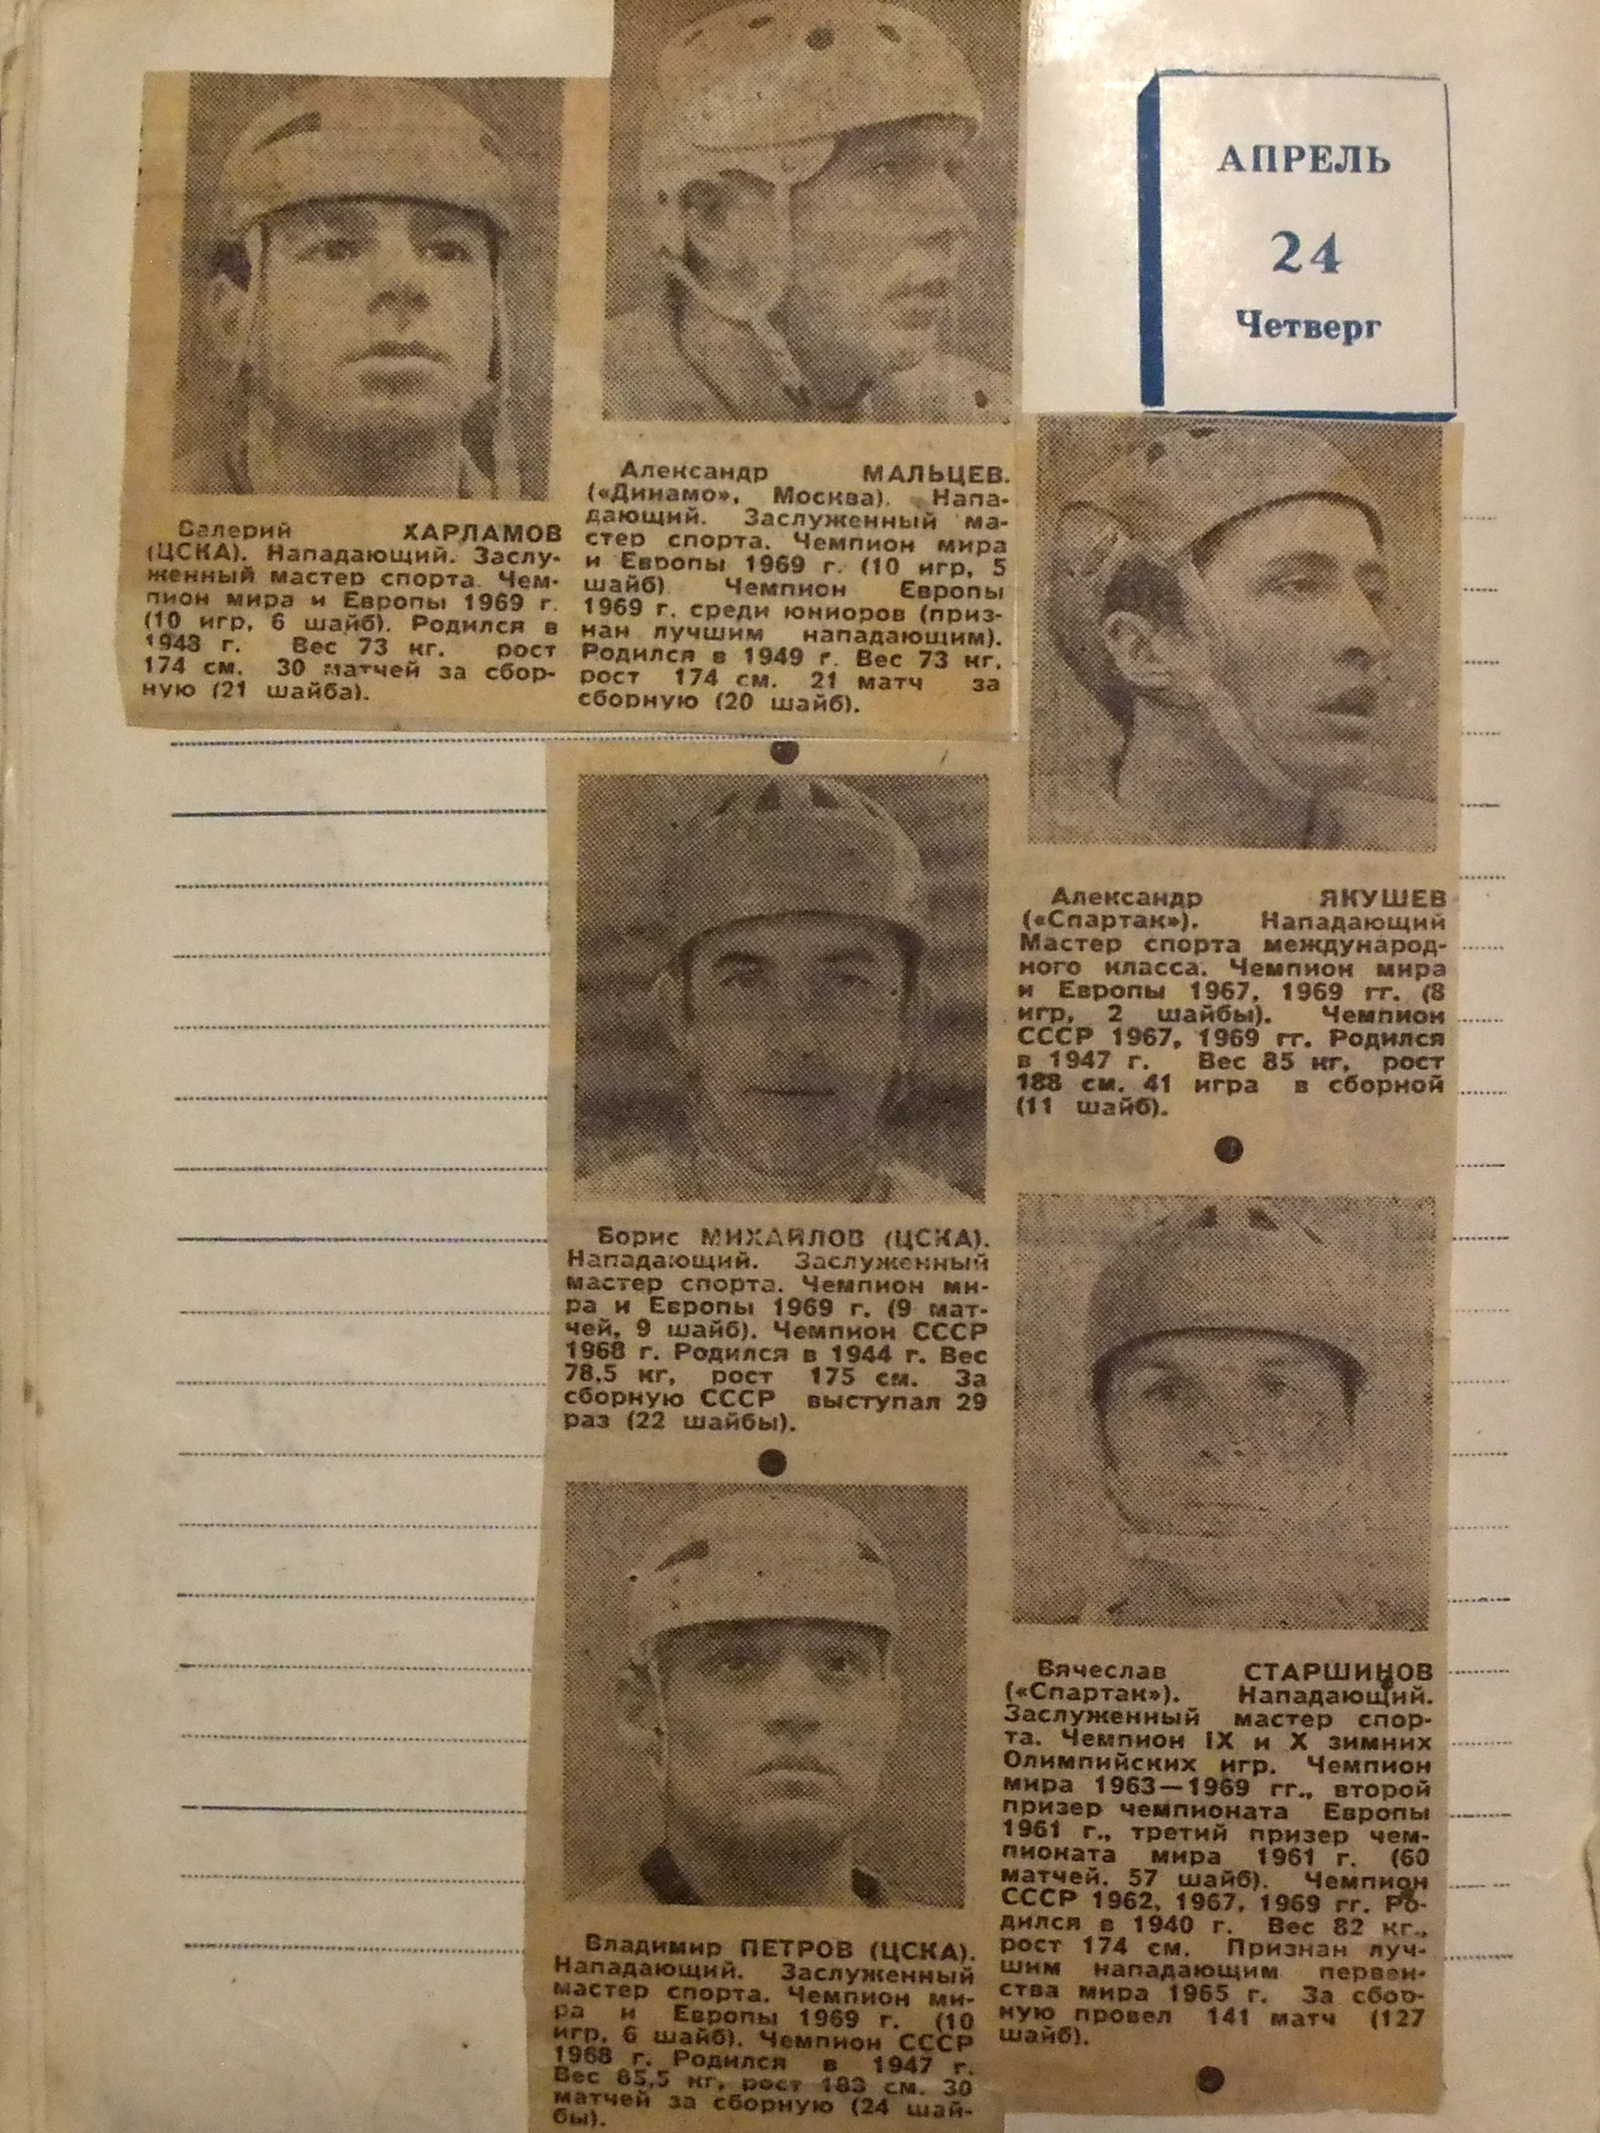 АПРЕЛЬ
24
Четверг
Валерий ХАРЛАМОВ
(ЦСКА). Нападающий. Заслу-
женный мастер спорта. Чем-
пион мира и Европы 1969 г.
(10 игр, 6 шайб). Родился в
1948 г. Вес 73 кг. рост
174 см. 30 матчей за сбор-
ную (21 шайба).
Александр МАЛЬЦЕВ.
(«Динамо», Москва). Напа-
дающий. Заслуженный ма-
стер спорта. Чемпион мира
и Европы 1969 г. (10 игр, 5
шайб) Чемпион Европы
1969 г. среди юниоров (приз-
нан лучшим нападающим).
Родился в 1949 г. Вес 73 кг,
рост 174 см. 21 матч за
сборную (20 шайб).
Александр ЯКУШЕВ
(«Спартак»). Нападающий
Мастер спорта международ-
ного класса. Чемпион мира
и Европы 1967, 1969 гг. (8
игр, 2 шайбы). Чемпион
СССР 1967, 1969 гг. Родился
в 1947 г. Вес 85 кг, рост
188 см. 41 игра в сборной
(11 шайб).
Борис МИХАЙЛОВ (ЦСКА).
Нападающий. Заслуженный
мастер спорта. Чемпион ми-
ра и Европы 1969 г. (9 мат-
чей, 9 шайб). Чемпион СССР
1968 г. Родился в 1944 г. Вес
78,5 кг, рост 175 см. За
сборную СССР выступал 29
раз (22 шайбы).
Вячеслав СТАРШИНОВ
(«Спартак»). Нападающий.
Заслуженный мастер спор-
та. Чемпион IX и X зимних
Олимпийских игр. Чемпион
мира 1963—1969 гг., второй
призер чемпионата Европы
1961 г., третий призер чем-
пионата мира 1961 г. (60
матчей, 57 шайб). Чемпион
СССР 1962, 1967, 1969 гг. Ро-
дился в 1940 г. Вес 82 кг.,
рост 174 см. Признан луч-
шим нападающим первен-
ства мира 1965 г. За сбор-
ную провел 141 матч (127
шайб).
Владимир ПЕТРОВ (ЦСКА).
Нападающий. Заслуженный
мастер спорта. Чемпион ми-
ра и Европы 1969 г. (10
игр, 6 шайб). Чемпион СССР
1968 г. Родился в 1947 г.
Вес 85,5 кг, рост 183 см. 30
матчей за сборную (24 шай-
бы).